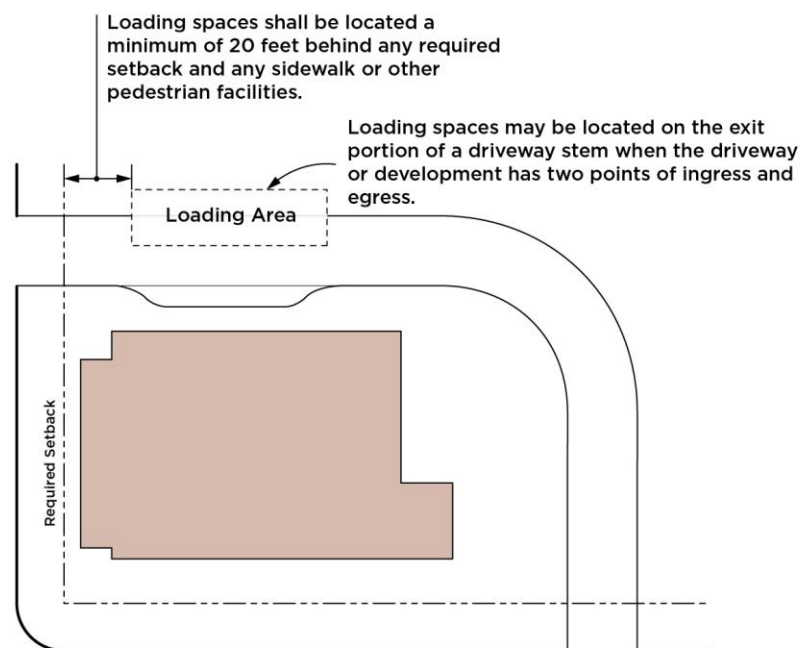 Loading spaces shall be located a
minimum of 20 feet behind any required
setback and any sidewalk or other
pedestrian facilities.
Loading spaces may be located on the exit
portion of a driveway stem when the driveway
or development has two points of ingress and
egress.
Loading Area
Required Setback